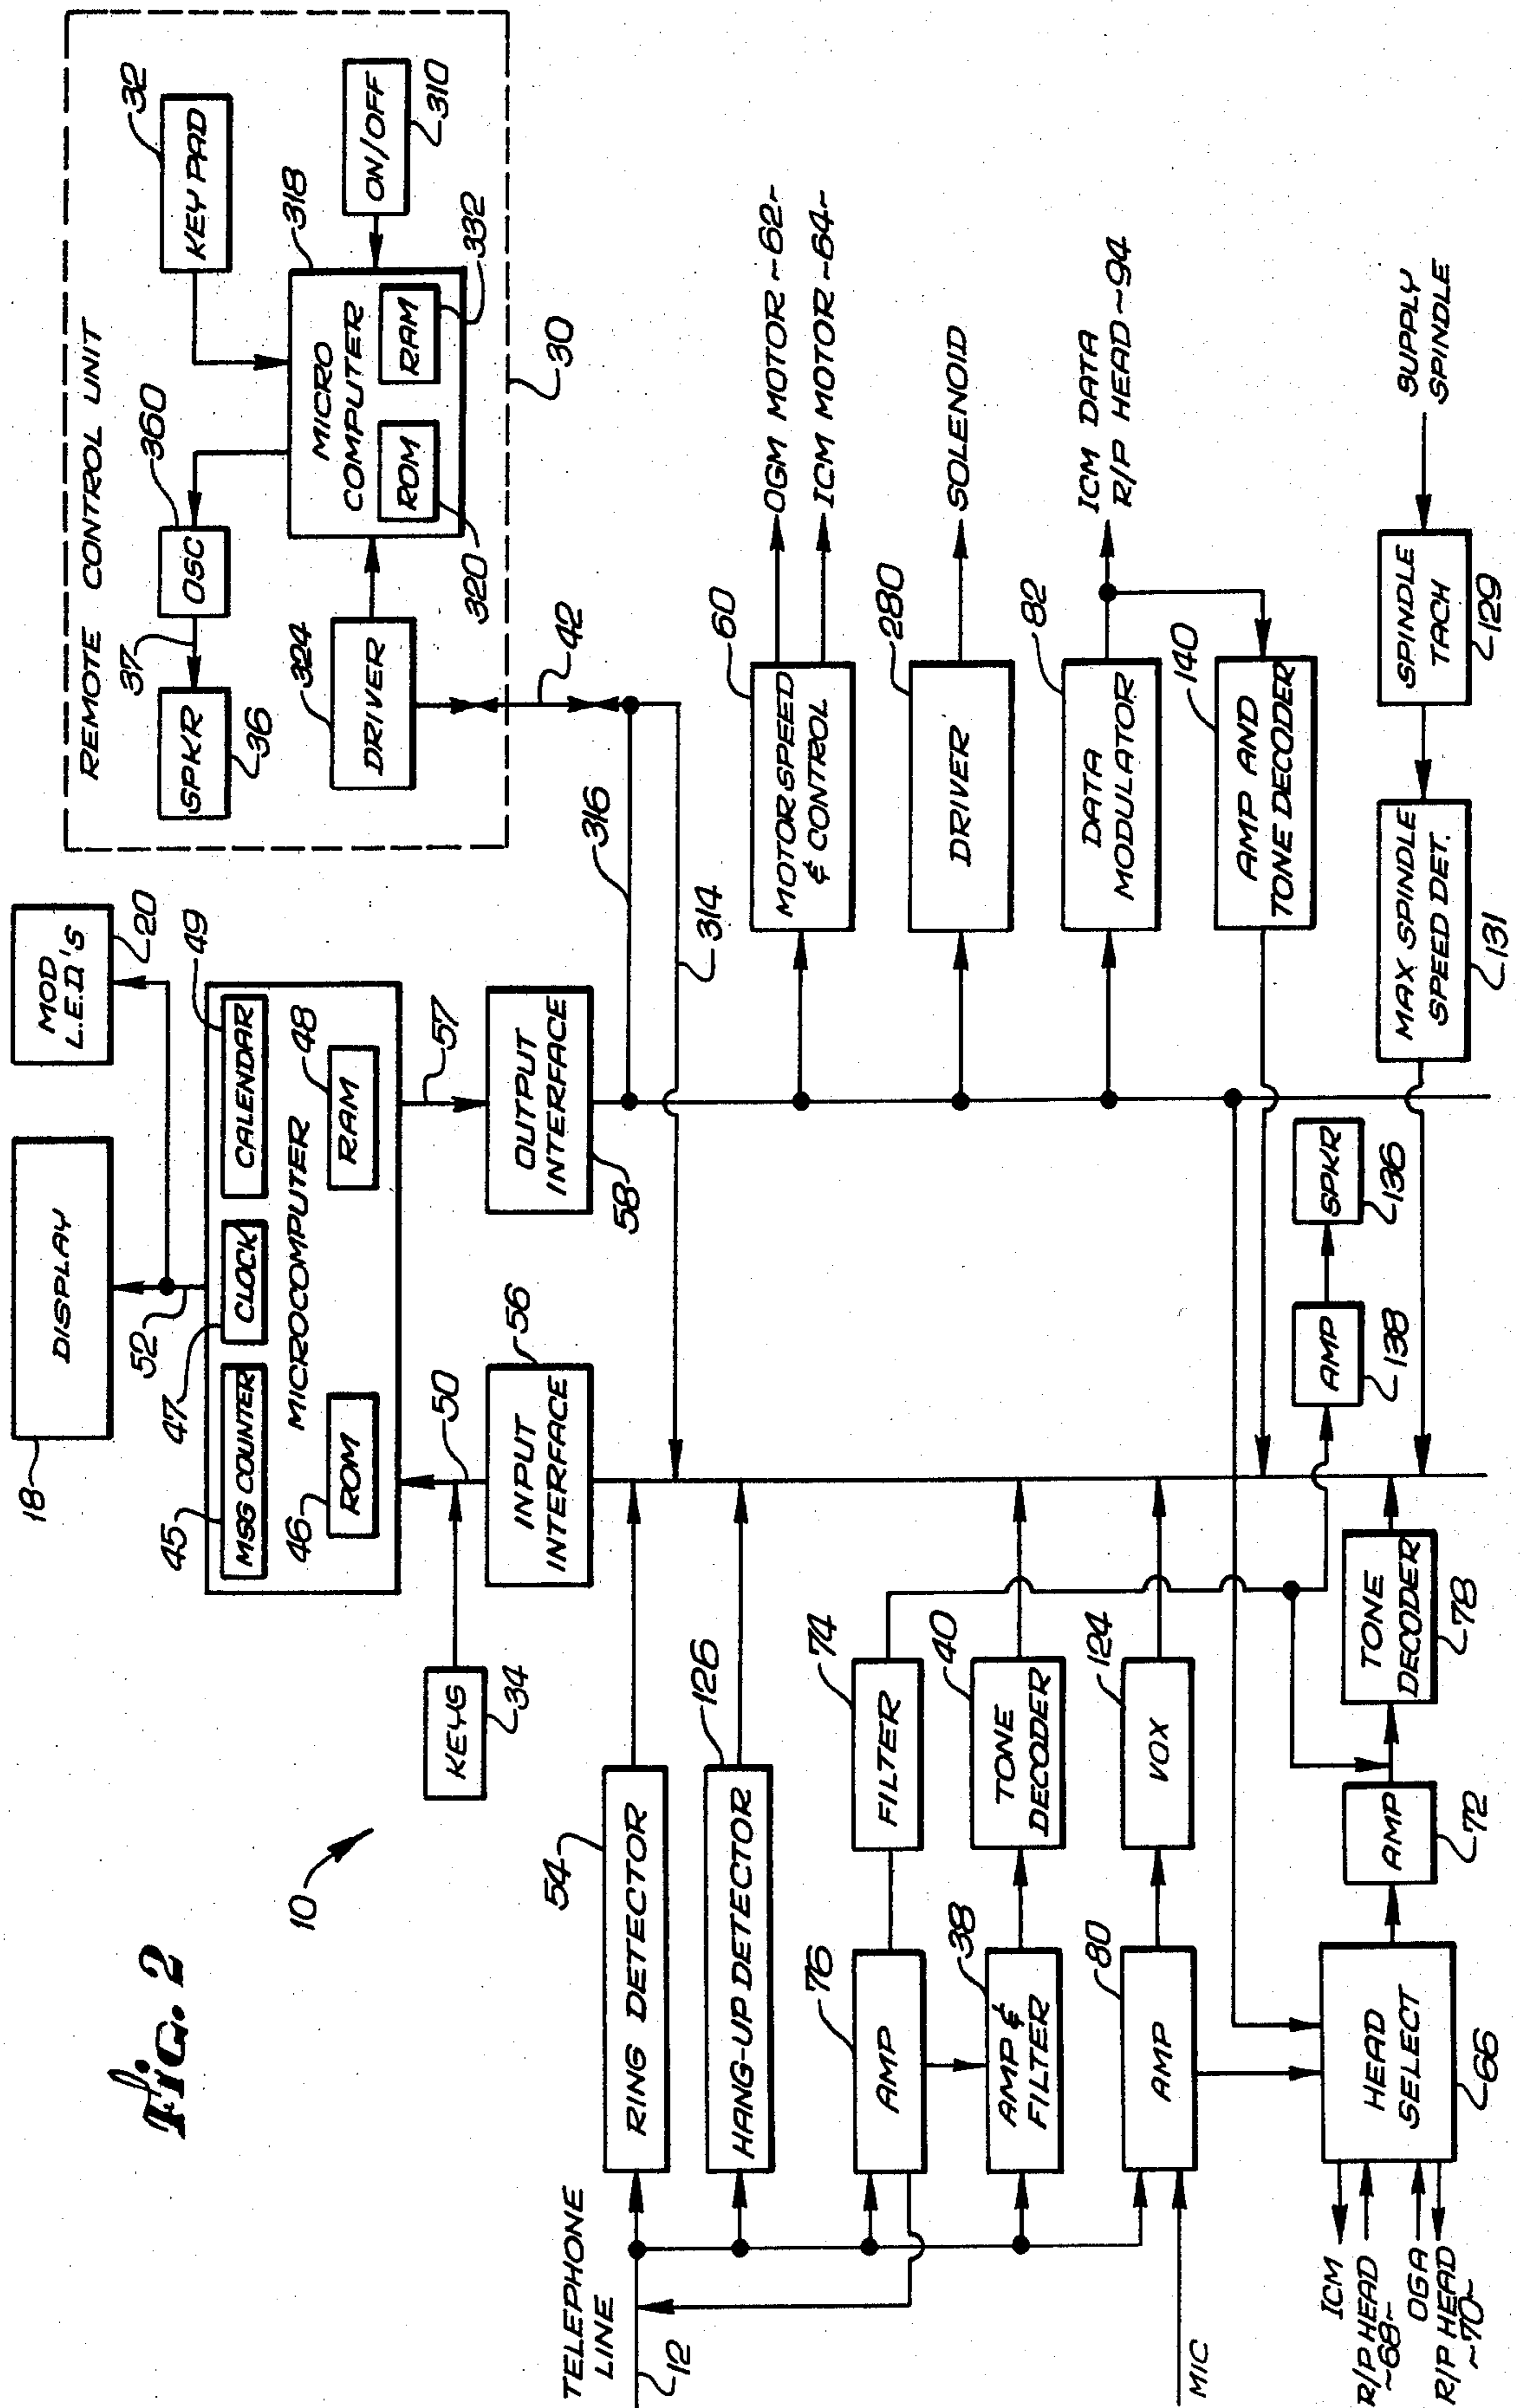 Fig. 2
10
REMOTE CONTROL UNIT
32
KEY PAD
360
OSC
37
SPKR
36
318
MICRO
COMPUTER
ROM
RAM
320
332
ON/OFF
310
324
DRIVER
30
42
316
314
18
DISPLAY
MOD
L.E.D.'s
20
52
45
MSG COUNTER
47
CLOCK
CALENDAR
49
MICROCOMPUTER
46
ROM
RAM
48
50
57
KEYS
34
INPUT
INTERFACE
56
OUTPUT
INTERFACE
58
TELEPHONE
LINE
12
54
RING DETECTOR
HANG-UP DETECTOR
126
76
AMP
FILTER
74
AMP &
FILTER
38
TONE
DECODER
40
MIC
80
AMP
VOX
124
ICM
R/P HEAD
~68~
OGA
R/P HEAD
~70~
HEAD
SELECT
66
AMP
72
TONE
DECODER
78
AMP
138
SPKR
136
60
MOTOR SPEED
& CONTROL
OGM MOTOR ~62~
ICM MOTOR ~64~
280
DRIVER
SOLENOID
82
DATA
MODULATOR
ICM DATA
R/P HEAD ~94
140
AMP AND
TONE DECODER
MAX SPINDLE
SPEED DET.
131
SPINDLE
TACH
129
SUPPLY
SPINDLE